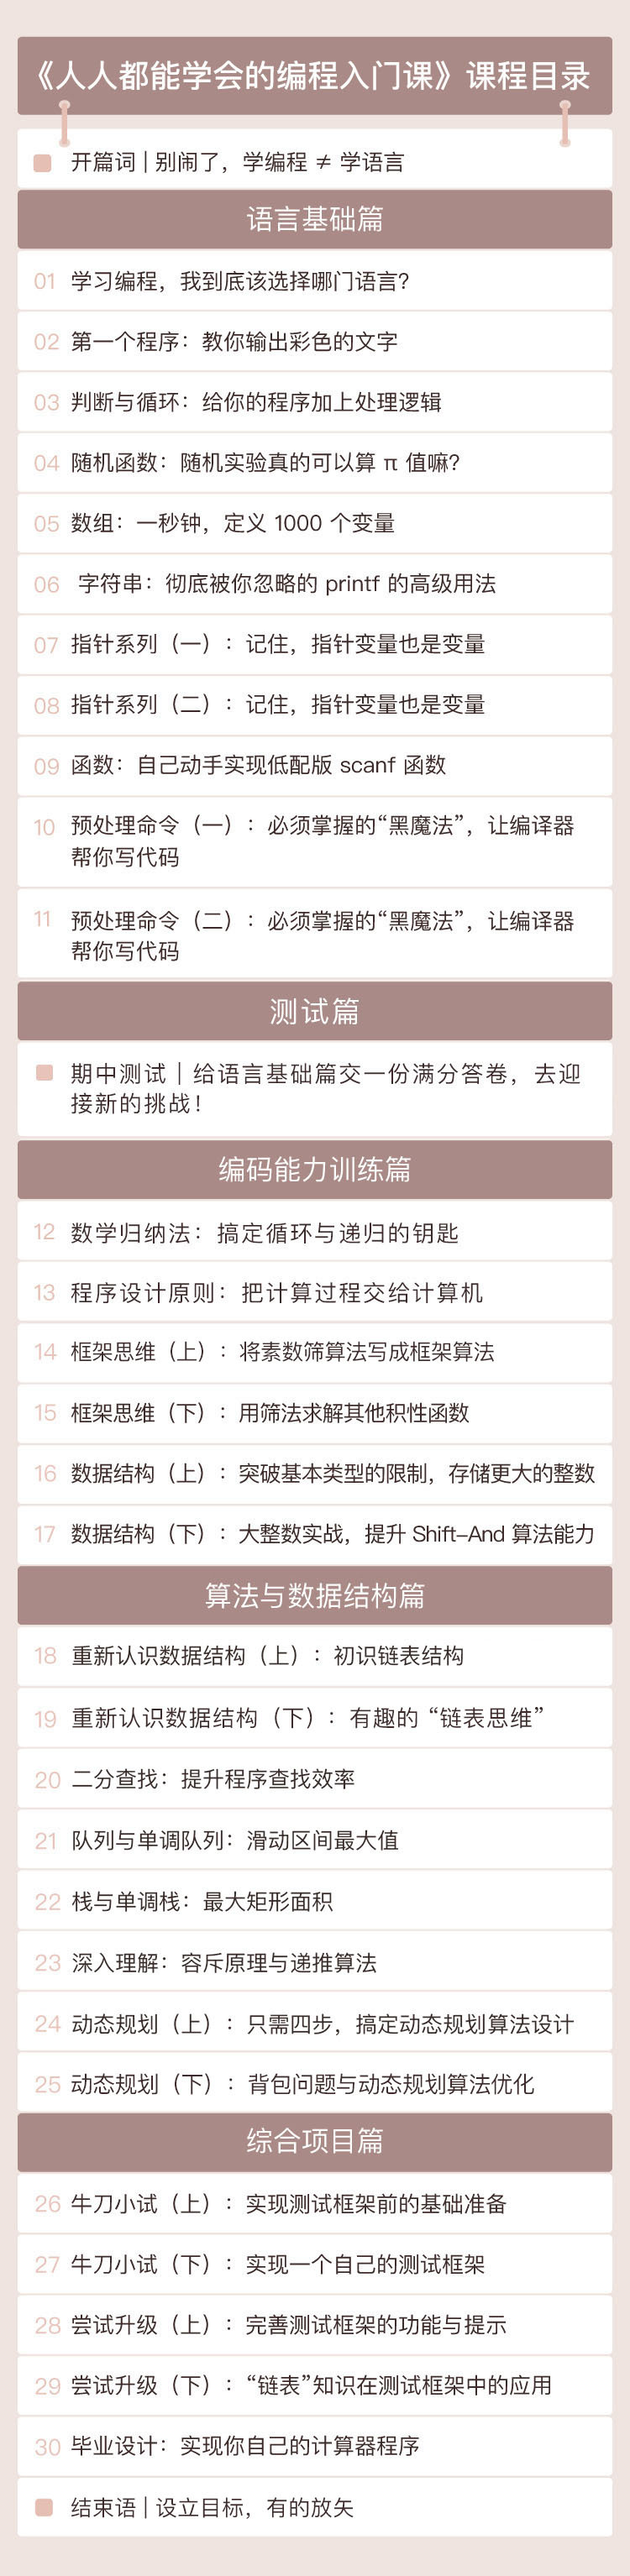 《人人都能学会的编程入门课》课程目录
开篇词 | 别闹了，学编程 ≠ 学语言
语言基础篇
01 学习编程，我到底该选择哪门语言？
02 第一个程序：教你输出彩色的文字
03 判断与循环：给你的程序加上处理逻辑
04 随机函数：随机实验真的可以算 π 值嘛？
05 数组：一秒钟，定义 1000 个变量
06 字符串：彻底被你忽略的 printf 的高级用法
07 指针系列（一）：记住，指针变量也是变量
08 指针系列（二）：记住，指针变量也是变量
09 函数：自己动手实现低配版 scanf 函数
10 预处理命令（一）：必须掌握的“黑魔法”，让编译器
帮你写代码
11 预处理命令（二）：必须掌握的“黑魔法”，让编译器
帮你写代码
测试篇
期中测试 | 给语言基础篇交一份满分答卷，去迎
接新的挑战！
编码能力训练篇
12 数学归纳法：搞定循环与递归的钥匙
13 程序设计原则：把计算过程交给计算机
14 框架思维（上）：将素数筛算法写成框架算法
15 框架思维（下）：用筛法求解其他积性函数
16 数据结构（上）：突破基本类型的限制，存储更大的整数
17 数据结构（下）：大整数实战，提升 Shift-And 算法能力
算法与数据结构篇
18 重新认识数据结构（上）：初识链表结构
19 重新认识数据结构（下）：有趣的 “链表思维”
20 二分查找：提升程序查找效率
21 队列与单调队列：滑动区间最大值
22 栈与单调栈：最大矩形面积
23 深入理解：容斥原理与递推算法
24 动态规划（上）：只需四步，搞定动态规划算法设计
25 动态规划（下）：背包问题与动态规划算法优化
综合项目篇
26 牛刀小试（上）：实现测试框架前的基础准备
27 牛刀小试（下）：实现一个自己的测试框架
28 尝试升级（上）：完善测试框架的功能与提示
29 尝试升级（下）：“链表”知识在测试框架中的应用
30 毕业设计：实现你自己的计算器程序
结束语 | 设立目标，有的放矢